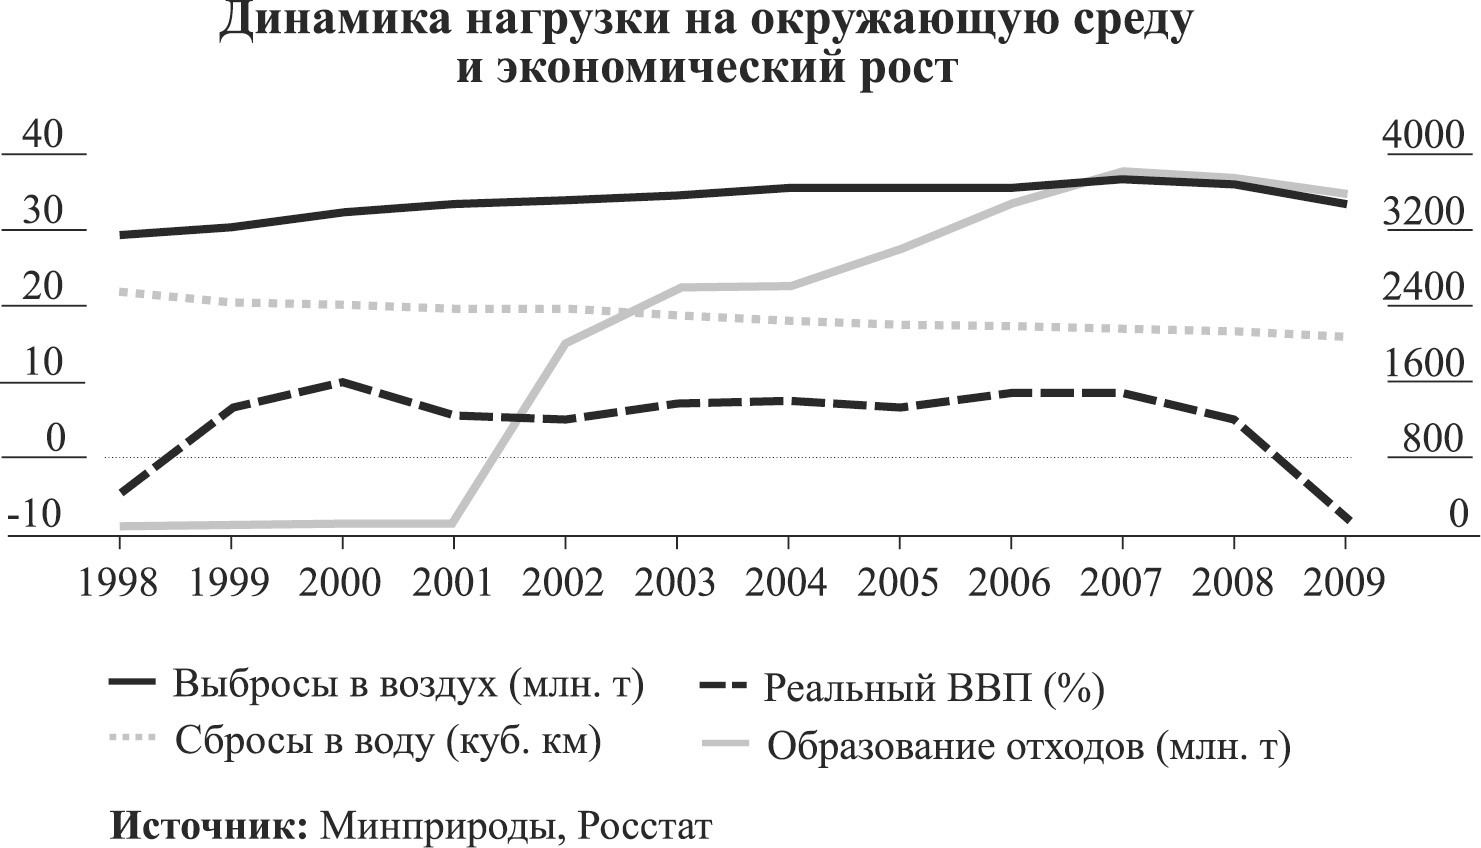 Динамика нагрузки на окружающую среду
и экономический рост
40 4000
30 3200
20 2400
10 1600
0 800
-10 0
1998 1999 2000 2001 2002 2003 2004 2005 2006 2007 2008 2009
Выбросы в воздух (млн. т) Реальный ВВП (%)
Сбросы в воду (куб. км) Образование отходов (млн. т)
Источник: Минприроды, Росстат